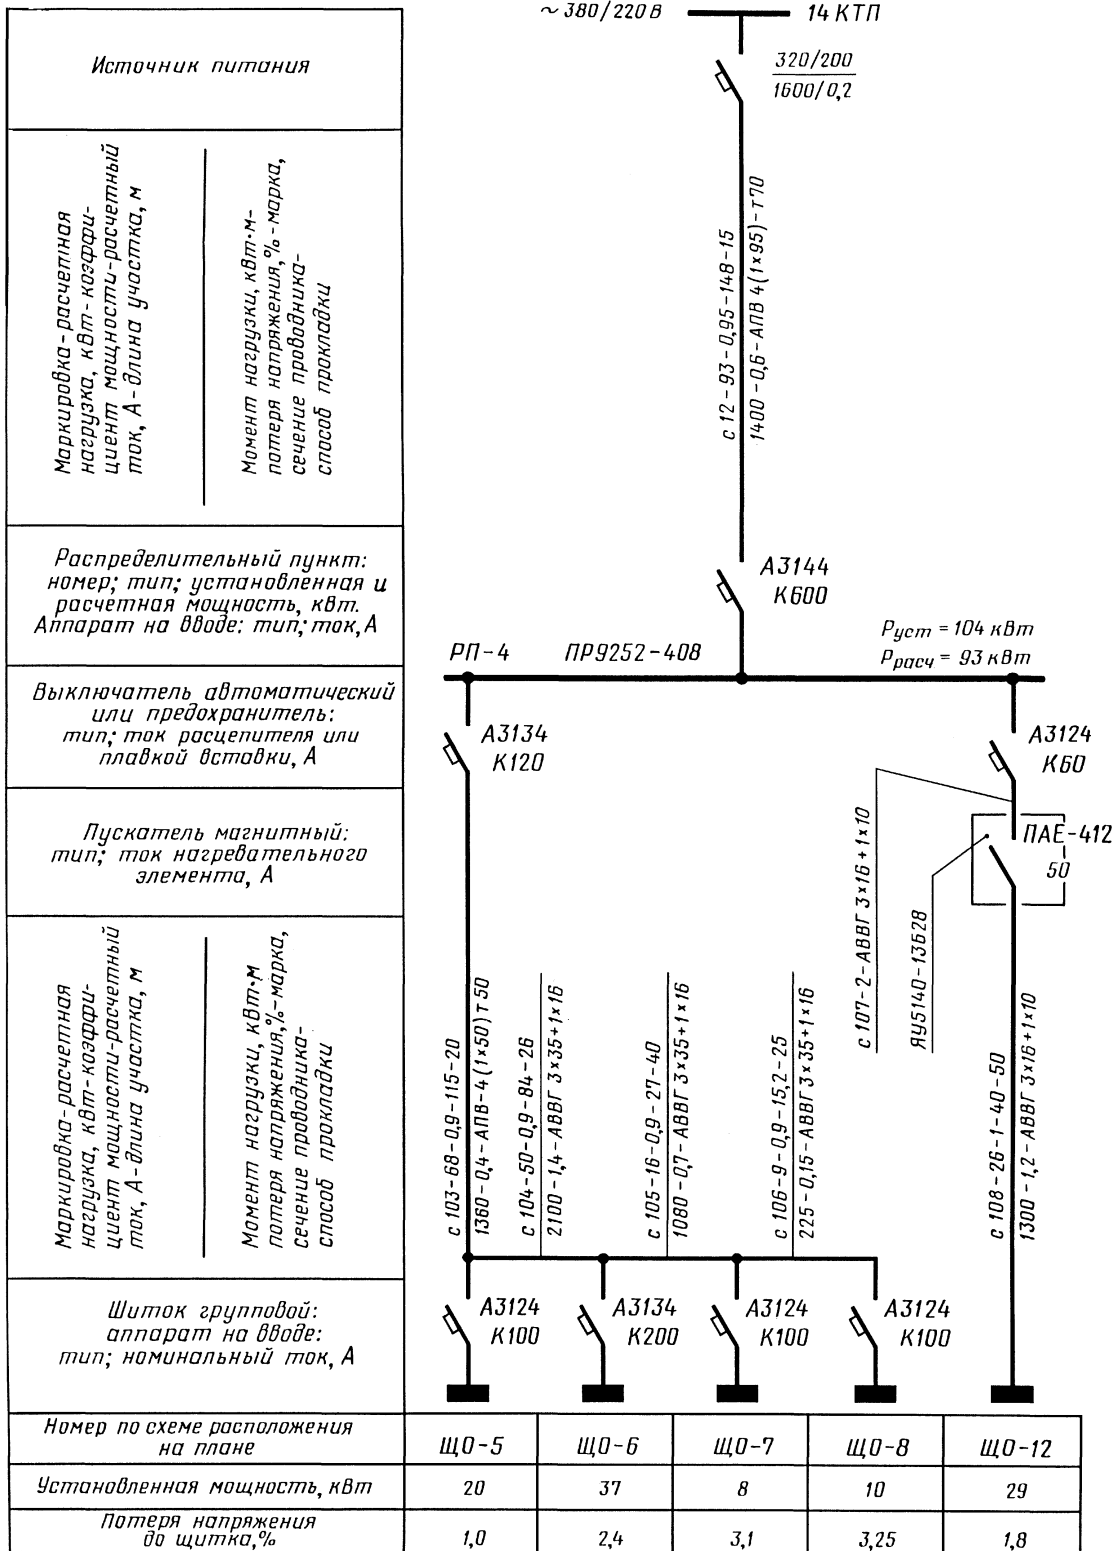 ~380/220 В
14 КТП
Источник питания
320/200
1600/0,2
Маркировка-расчетная
нагрузка, кВт-коэффи-
циент мощности-расчетный
ток, А-длина участка, м
Момент нагрузки, кВт·м-
потеря напряжения,%-марка,
сечение проводника-
способ прокладки
с 12-93-0,95-148-15
1400-0,6-АПВ 4(1×95)-т70
Распределительный пункт:
номер; тип; установленная и
расчетная мощность, кВт.
Аппарат на вводе: тип; ток, А
А3144
К600
РП-4
ПР9252-408
Руст = 104 кВт
Ррасч = 93 кВт
Выключатель автоматический
или предохранитель:
тип; ток расцепителя или
плавкой вставки, А
А3134
К120
А3124
К60
Пускатель магнитный:
тип; ток нагревательного
элемента, А
ПАЕ-412
50
Маркировка-расчетная
нагрузка, кВт-коэффи-
циент мощности-расчетный
ток, А-длина участка, м
Момент нагрузки, кВт·м
потеря напряжения,%-марка,
сечение проводника-
способ прокладки
с 103-68-0,9-115-20
1360-0,4-АПВ-4(1×50)т50
с 104-50-0,9-84-26
2100-1,4-АВВГ 3×35+1×16
с 105-16-0,9-27-40
1080-0,7-АВВГ 3×35+1×16
с 106-9-0,9-15,2-25
225-0,15-АВВГ 3×35+1×16
с 107-2-АВВГ 3×16+1×10
ЯУ5140-13Б28
с 108-26-1-40-50
1300-1,2-АВВГ 3×16+1×10
Шиток групповой:
аппарат на вводе:
тип; номинальный ток, А
А3124
К100
А3134
К200
А3124
К100
А3124
К100
Номер по схеме расположения
на плане
ЩО-5
ЩО-6
ЩО-7
ЩО-8
ЩО-12
Установленная мощность, кВт
20
37
8
10
29
Потеря напряжения
до щитка,%
1,0
2,4
3,1
3,25
1,8